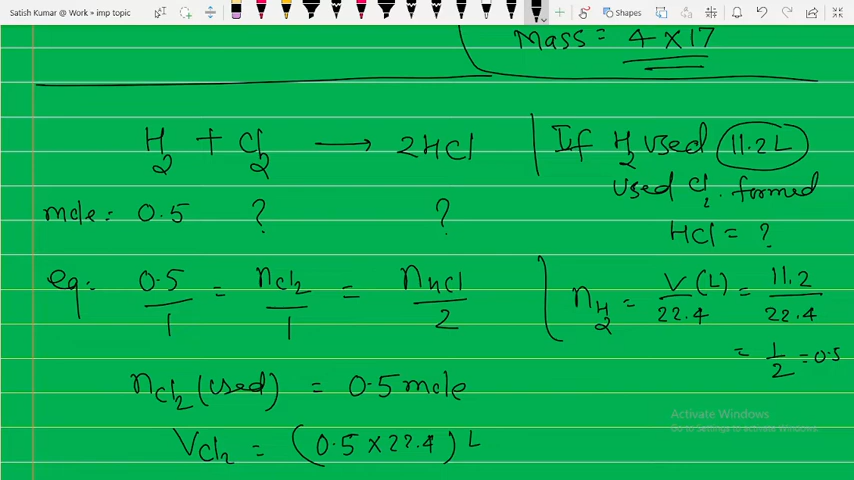 Satish Kumar @ Work » imp topic
Shapes
Mass = 4 X 17
H2 + Cl2 → 2HCl
If H2 used 11.2L
used Cl2. formed
HCl = ?
mole: 0.5 ? ?
eq: 0.5/1 = nCl2/1 = nHCl/2
nH2 = V(L)/22.4 = 11.2/22.4
= 1/2 = 0.5
nCl2 (used) = 0.5 mole
VCl2 = (0.5 X 22.4) L
Activate Windows
Go to Settings to activate Windows.